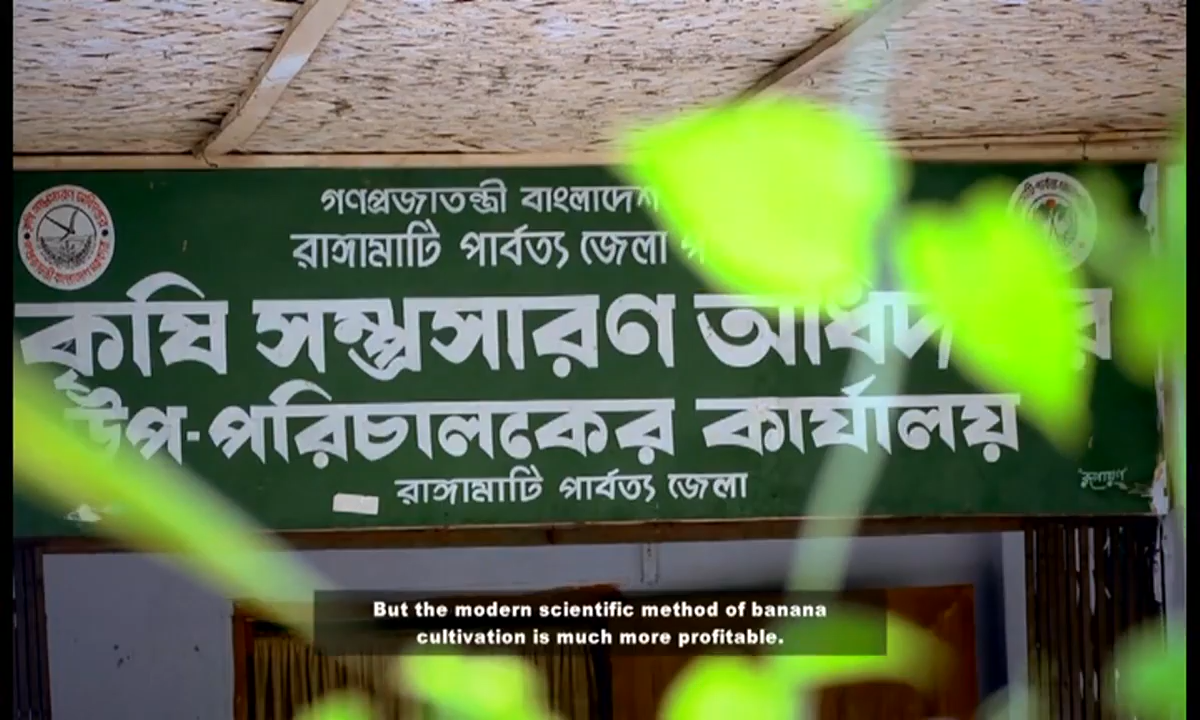 গণপ্রজাতন্ত্রী বাংলাদেশ
রাঙ্গামাটি পার্বত্য জেলা
কৃষি সম্প্রসারণ
উপ-পরিচালকের কার্যালয়
রাঙ্গামাটি পার্বত্য জেলা
But the modern scientific method of banana
cultivation is much more profitable.